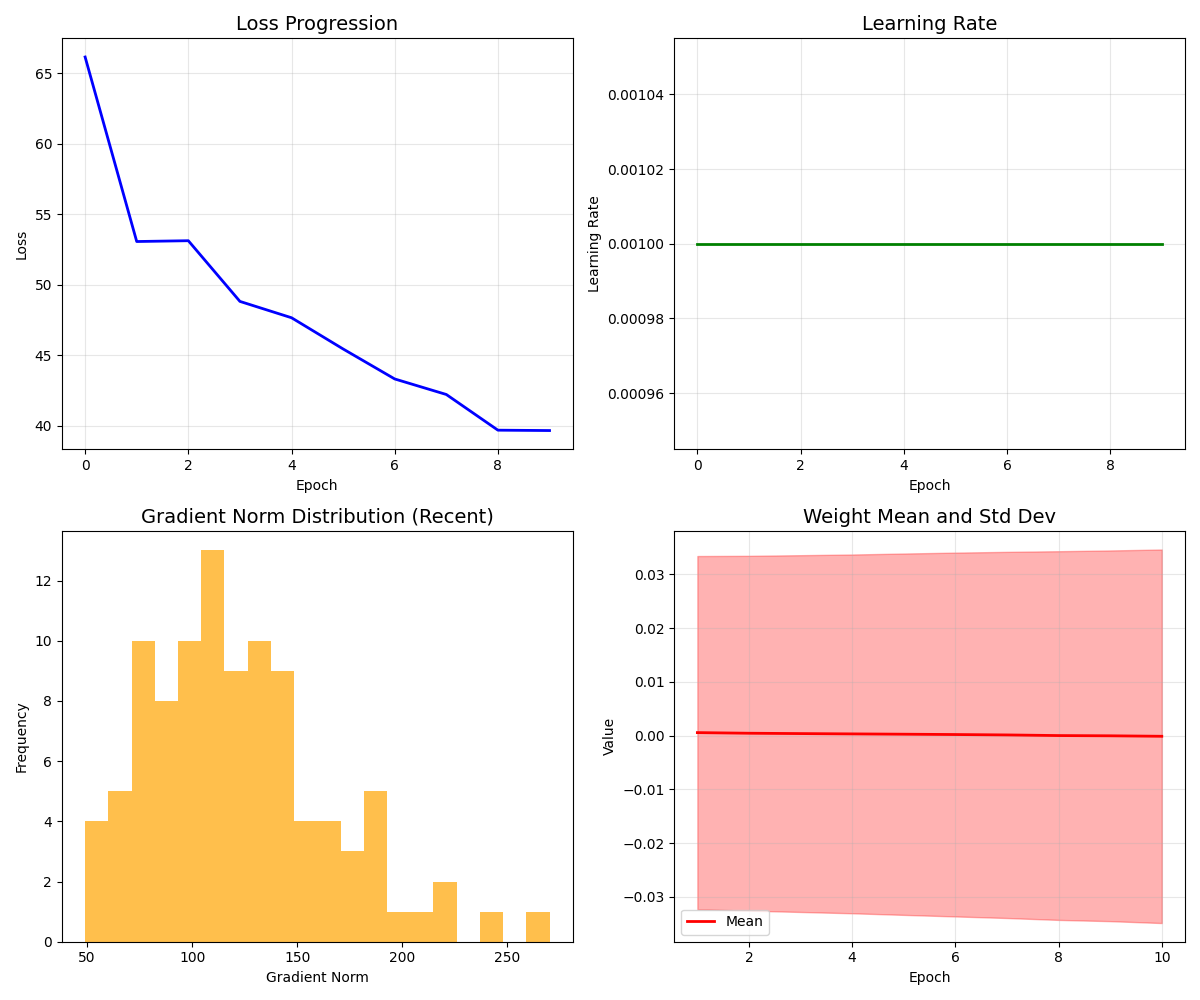 Loss Progression
65
60
55
50
45
40
Loss
0 2 4 6 8
Epoch
Learning Rate
0.00104
0.00102
0.00100
0.00098
0.00096
Learning Rate
0 2 4 6 8
Epoch
Gradient Norm Distribution (Recent)
12
10
8
6
4
2
0
Frequency
50 100 150 200 250
Gradient Norm
Weight Mean and Std Dev
0.03
0.02
0.01
0.00
−0.01
−0.02
−0.03
Value
Mean
2 4 6 8 10
Epoch